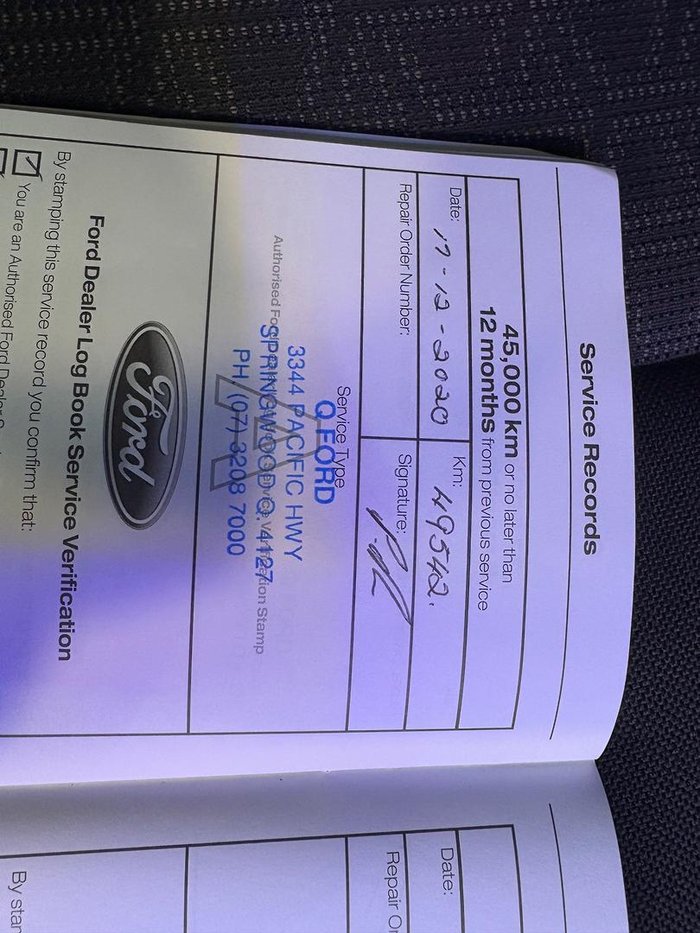 Service Records
45,000 km or no later than
12 months from previous service
Date: 17-12-2020 Km: 49542.
Repair Order Number: Signature:
Service Type
Q FORD
3344 PACIFIC HWY
SPRINGWOOD Q. 4127
PH. (07) 3208 7000
Authorised Stamp
A
Ford
Ford Dealer Log Book Service Verification
By stamping this service record you confirm that:
You are an Authorised Ford Dealer
Date:
Repair Or
By stam